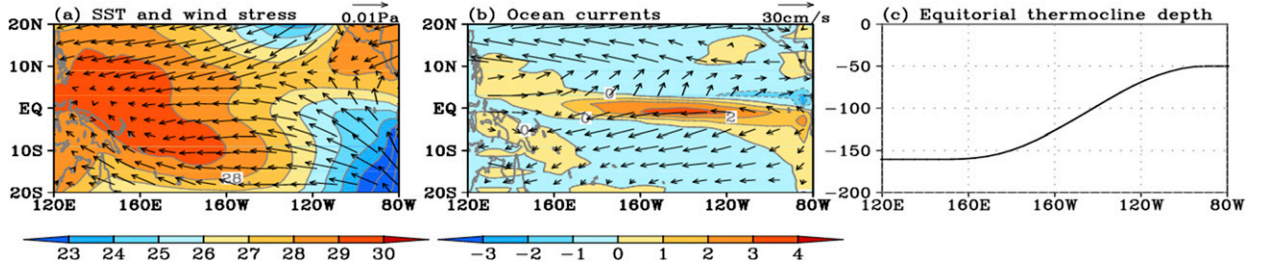 (a) SST and wind stress
0.01Pa
20N
10N
EQ
10S
20S
28
120E 160E 160W 120W 80W
23 24 25 26 27 28 29 30
(b) Ocean currents
30cm/s
20N
10N
EQ
10S
20S
0
0
0
2
120E 160E 160W 120W 80W
−3 −2 −1 0 1 2 3 4
(c) Equitorial thermocline depth
0
−50
−100
−150
−200
120E 160E 160W 120W 80W